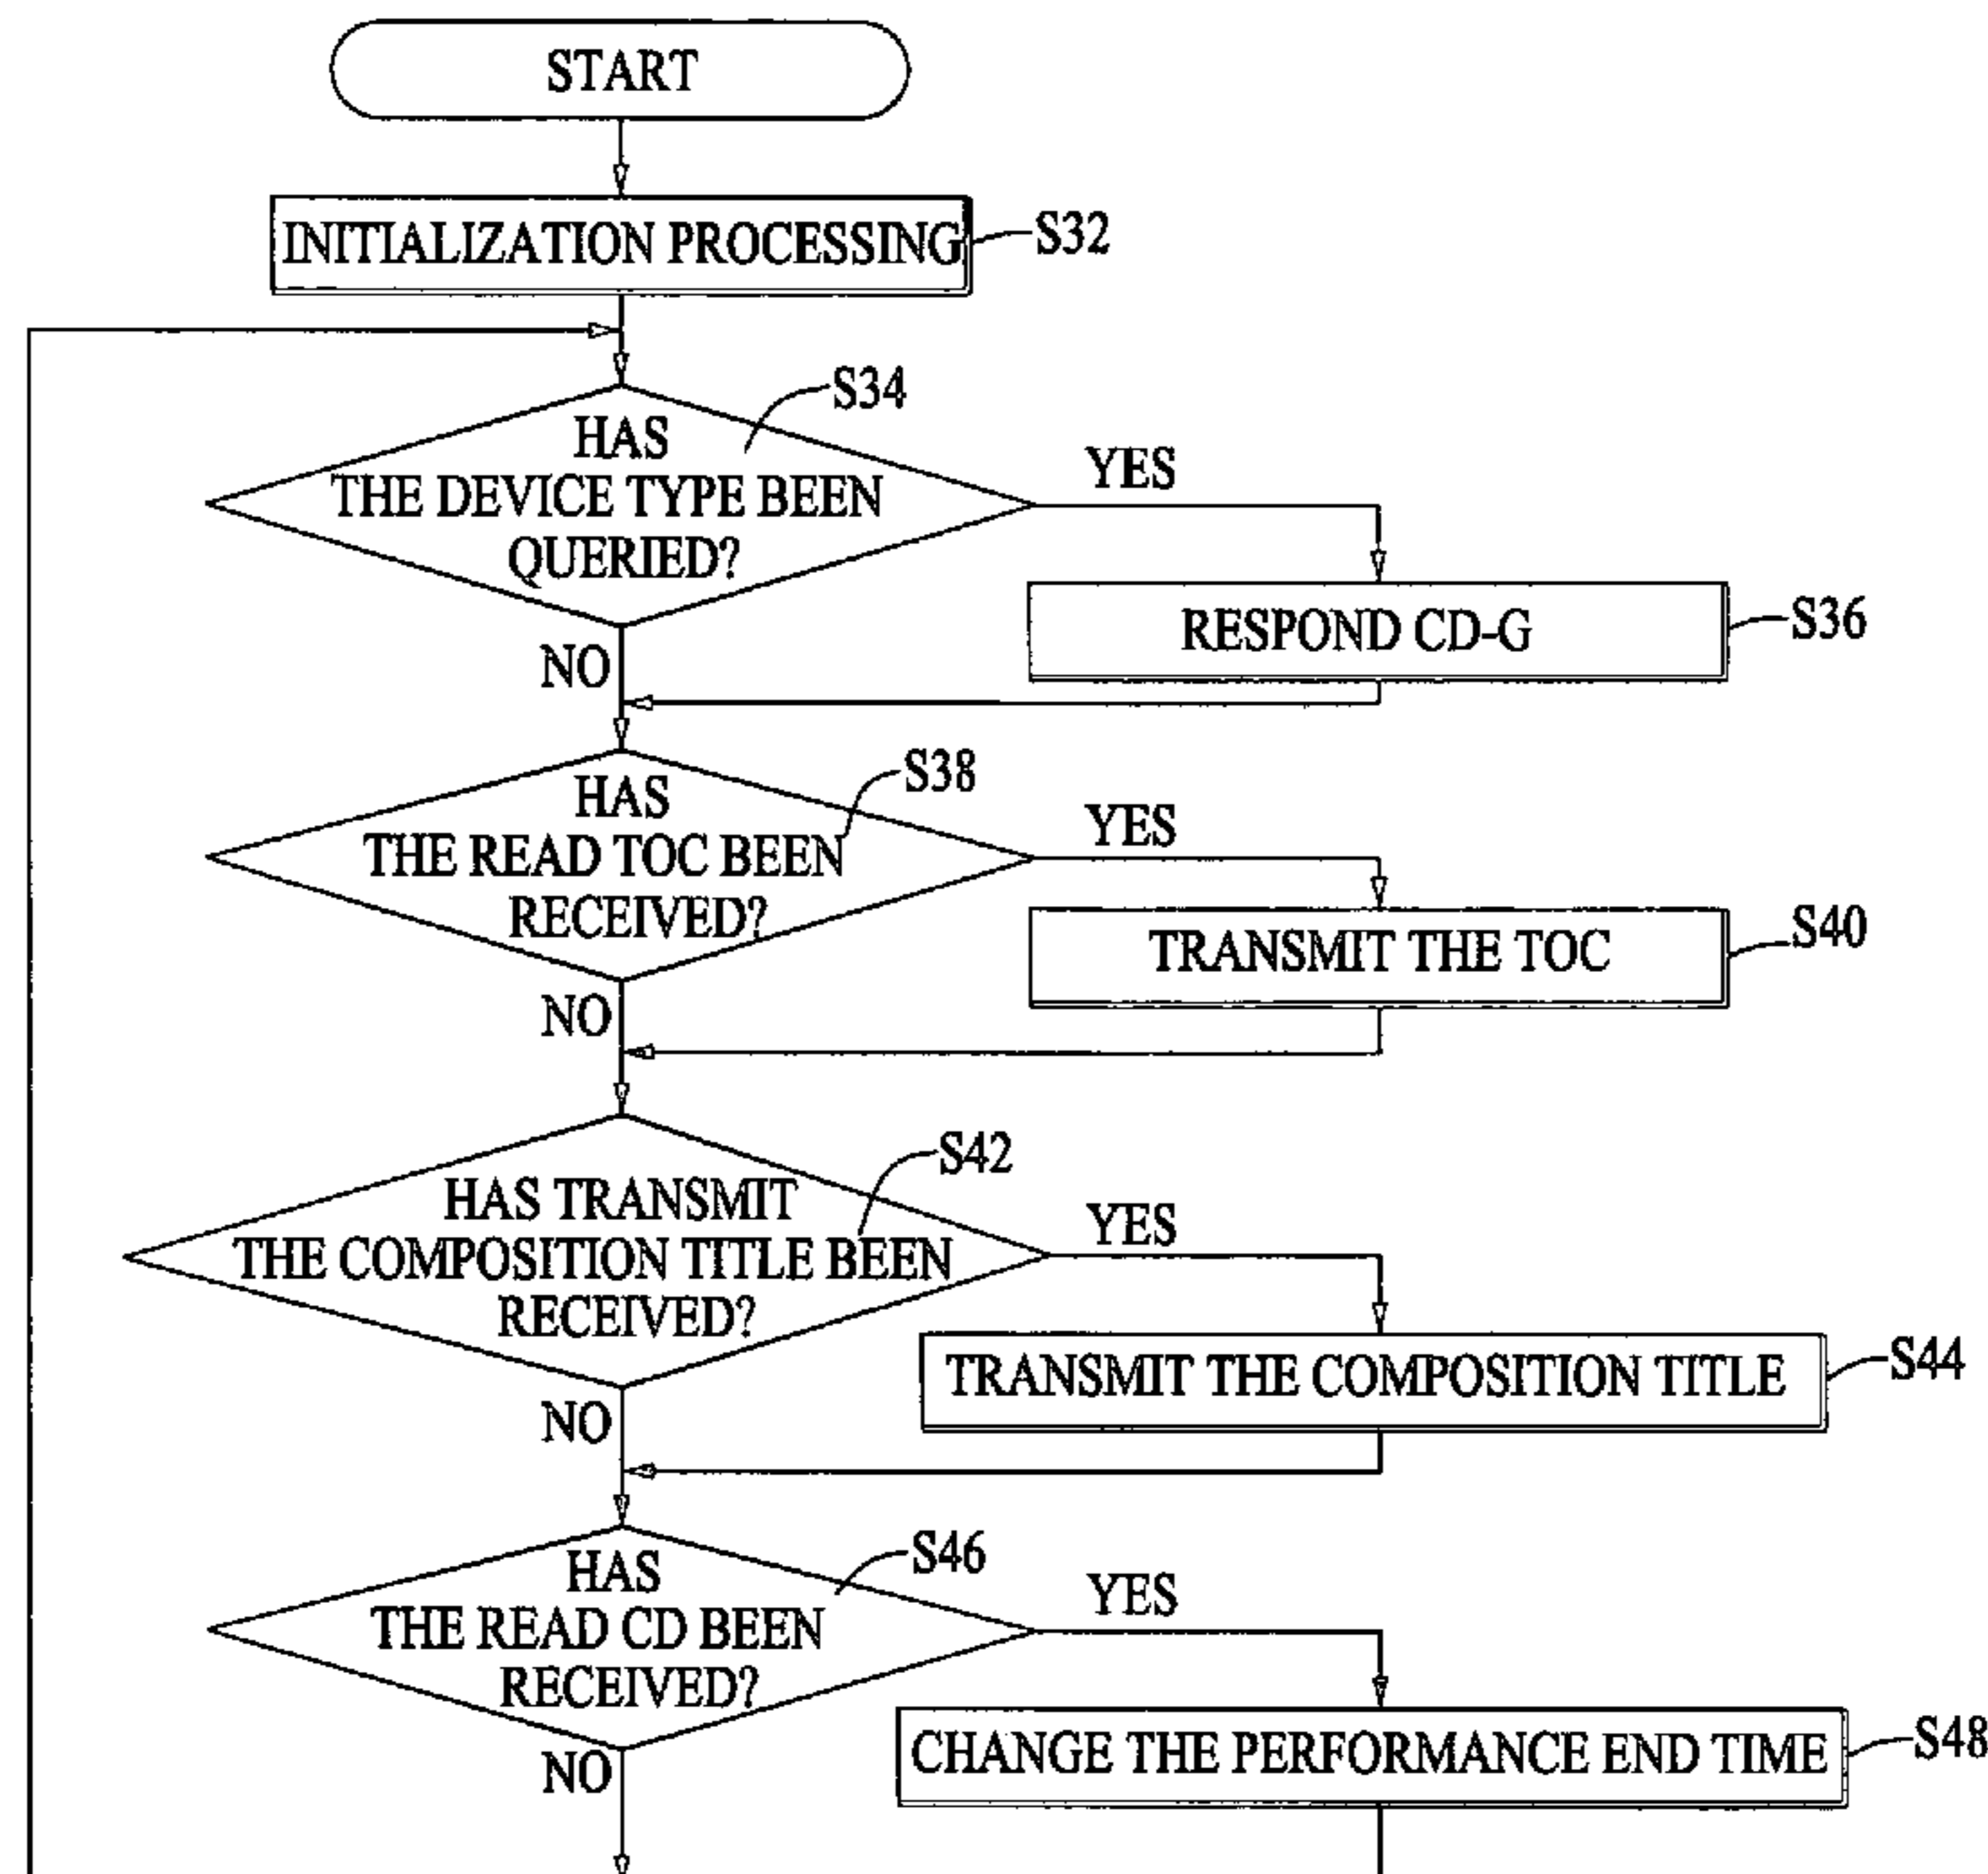 START
INITIALIZATION PROCESSING
S32
S34
HAS
THE DEVICE TYPE BEEN
QUERIED?
YES
RESPOND CD-G
S36
NO
S38
HAS
THE READ TOC BEEN
RECEIVED?
YES
TRANSMIT THE TOC
S40
NO
S42
HAS TRANSMIT
THE COMPOSITION TITLE BEEN
RECEIVED?
YES
TRANSMIT THE COMPOSITION TITLE
S44
NO
S46
HAS
THE READ CD BEEN
RECEIVED?
YES
CHANGE THE PERFORMANCE END TIME
S48
NO